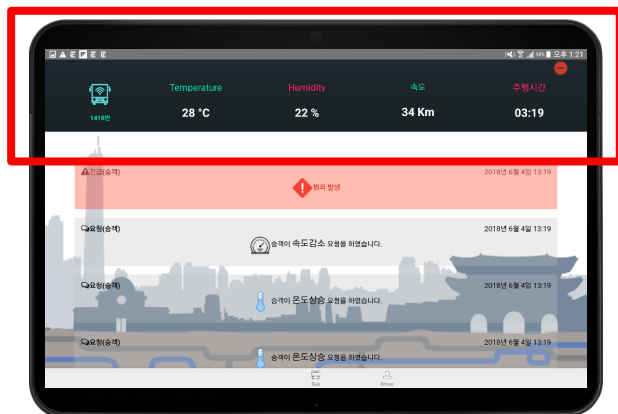 오후 1:21
Temperature
Humidity
속도
주행시간
1418번
28 °C
22 %
34 Km
03:19
긴급(승객)
2018년 6월 4일 13:19
범죄 발생
요청(승객)
2018년 6월 4일 13:19
승객이 속도감소 요청을 하였습니다.
요청(승객)
2018년 6월 4일 13:19
승객이 온도상승 요청을 하였습니다.
요청(승객)
2018년 6월 4일 13:19
승객이 온도상승 요청을 하였습니다.
Bus
Driver